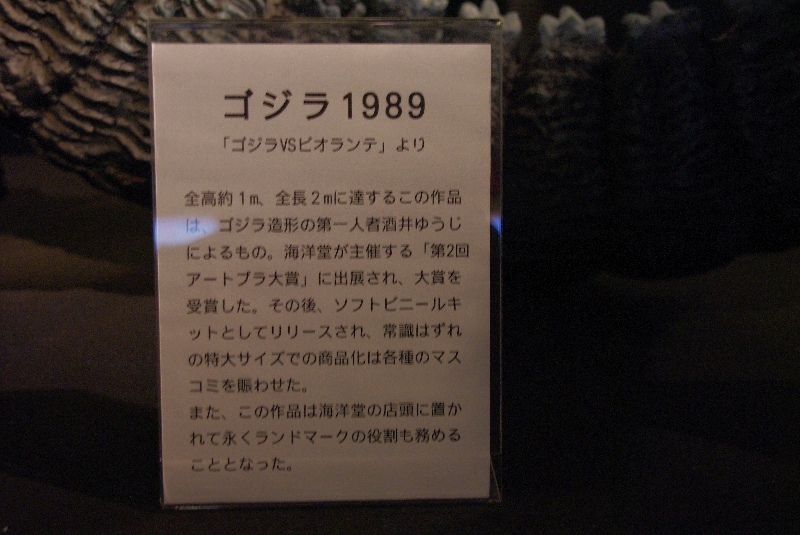 ゴジラ1989
「ゴジラVSビオランテ」より
全高約1m、全長2mに達するこの作品
は、ゴジラ造形の第一人者酒井ゆうじ
によるもの。海洋堂が主催する「第2回
アートプラ大賞」に出展され、大賞を
受賞した。その後、ソフトビニールキ
ットとしてリリースされ、常識はずれ
の特大サイズでの商品化は各種のマス
コミを賑わせた。
また、この作品は海洋堂の店頭に置か
れて永くランドマークの役割も務める
こととなった。